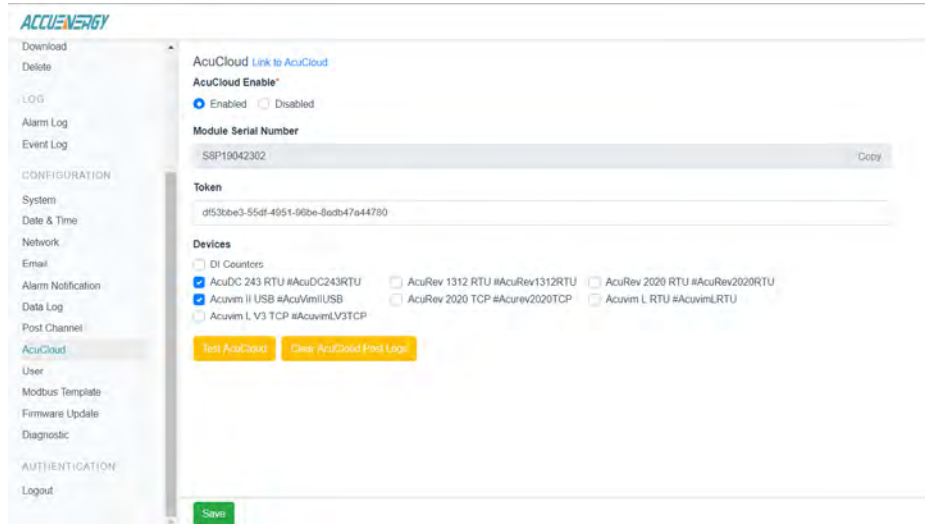 ACCUENERGY
Download
Delete
LOG
Alarm Log
Event Log
CONFIGURATION
System
Date & Time
Network
Email
Alarm Notification
Data Log
Post Channel
AcuCloud
User
Modbus Template
Firmware Update
Diagnostic
AUTHENTICATION
Logout
AcuCloud Link to AcuCloud
AcuCloud Enable*
Enabled Disabled
Module Serial Number
S8P19042302 Copy
Token
df53bbe3-55df-4951-96be-8edb47a44780
Devices
DI Counters
AcuDC 243 RTU #AcuDC243RTU AcuRev 1312 RTU #AcuRev1312RTU AcuRev 2020 RTU #AcuRev2020RTU
Acuvim II USB #AcuVimIIUSB AcuRev 2020 TCP #Acurev2020TCP Acuvim L RTU #AcuvimLRTU
Acuvim L V3 TCP #AcuvimLV3TCP
Test AcuCloud Clear AcuCloud Post Logs
Save